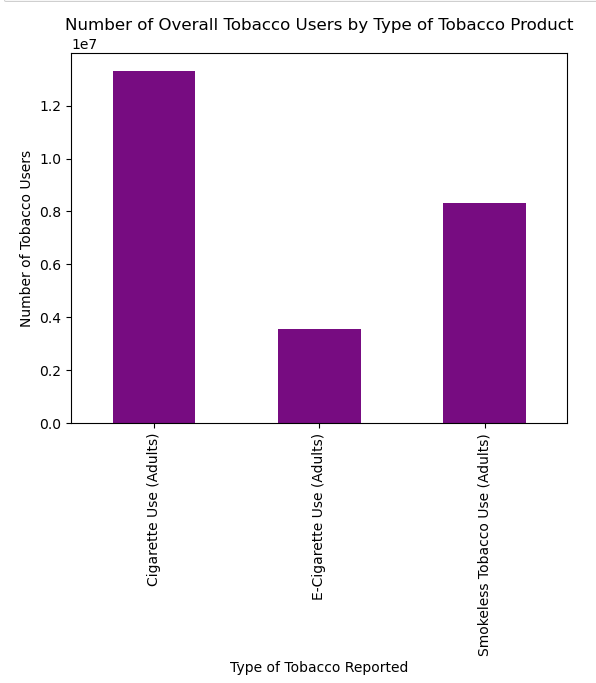 Number of Overall Tobacco Users by Type of Tobacco Product
1e7
1.2
1.0
0.8
0.6
0.4
0.2
0.0
Number of Tobacco Users
Cigarette Use (Adults)
E-Cigarette Use (Adults)
Smokeless Tobacco Use (Adults)
Type of Tobacco Reported